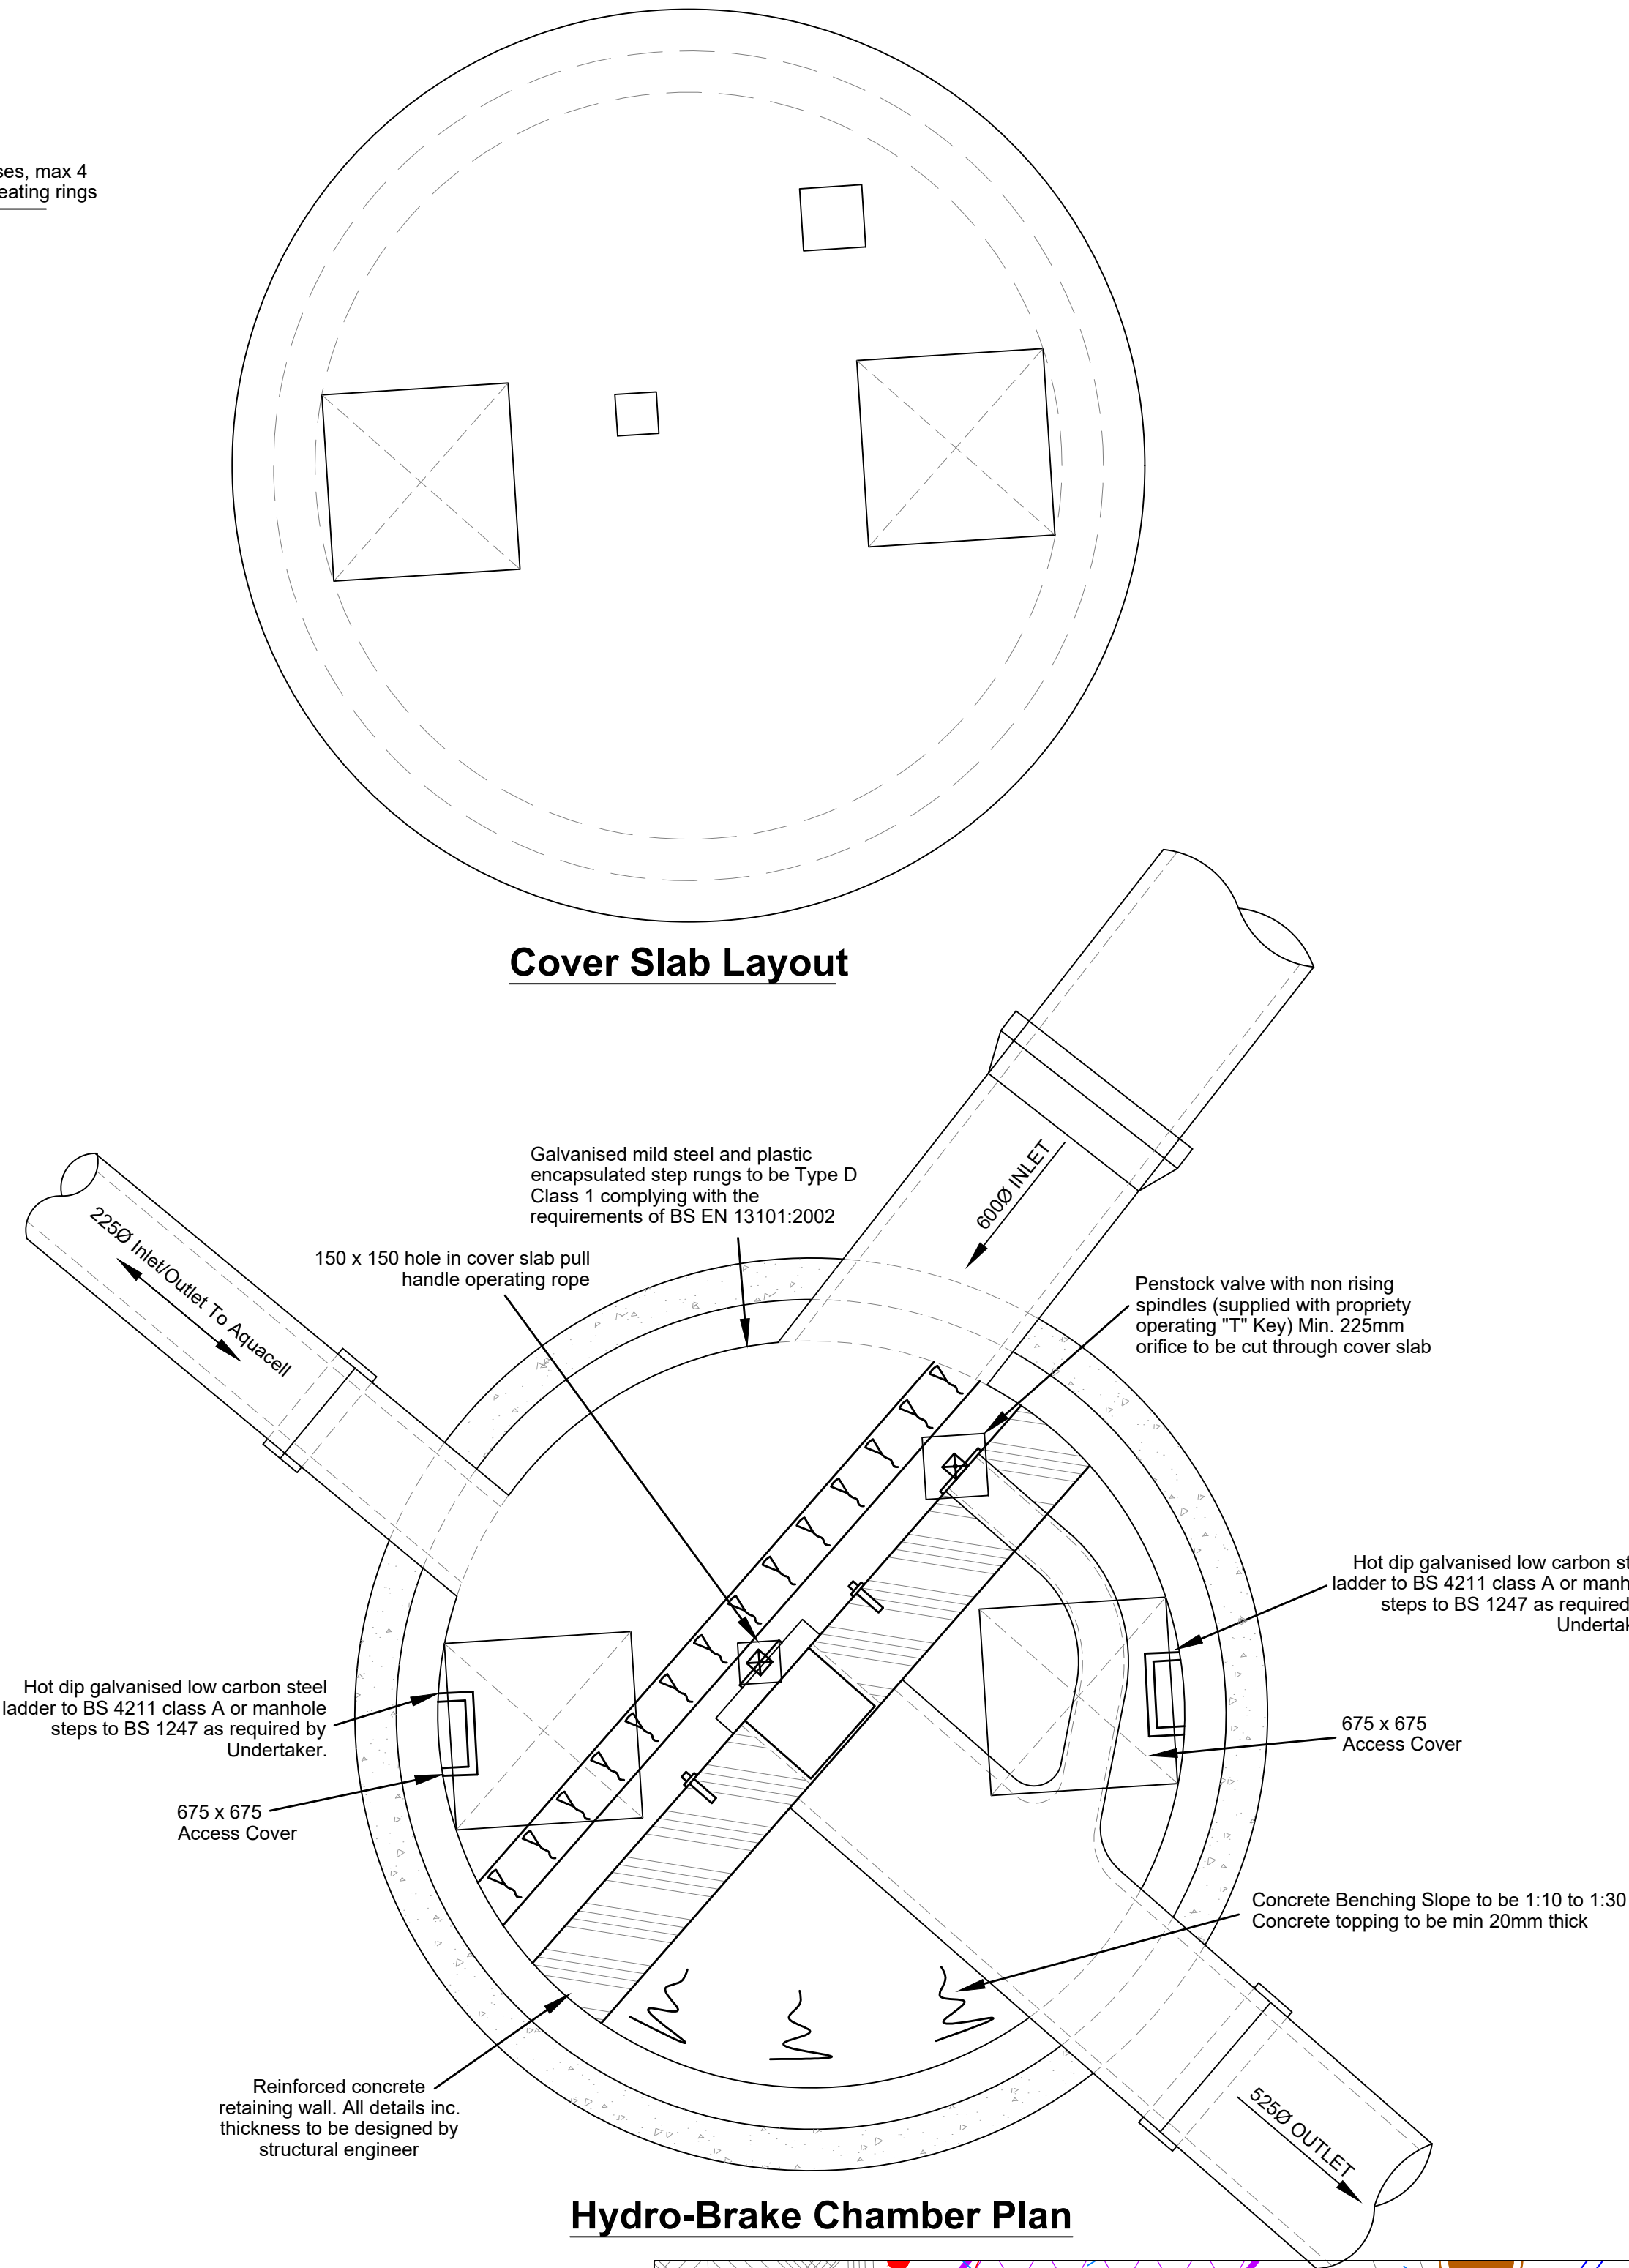 ses, max 4
eating rings
Cover Slab Layout
600Ø INLET
Galvanised mild steel and plastic
encapsulated step rungs to be Type D
Class 1 complying with the
requirements of BS EN 13101:2002
225Ø Inlet/Outlet To Aquacell
150 x 150 hole in cover slab pull
handle operating rope
Penstock valve with non rising
spindles (supplied with propriety
operating "T" Key) Min. 225mm
orifice to be cut through cover slab
Hot dip galvanised low carbon st
ladder to BS 4211 class A or manh
steps to BS 1247 as required
Undertak
Hot dip galvanised low carbon steel
ladder to BS 4211 class A or manhole
steps to BS 1247 as required by
Undertaker.
675 x 675
Access Cover
675 x 675
Access Cover
Concrete Benching Slope to be 1:10 to 1:30
Concrete topping to be min 20mm thick
Reinforced concrete
retaining wall. All details inc.
thickness to be designed by
structural engineer
525Ø OUTLET
Hydro-Brake Chamber Plan